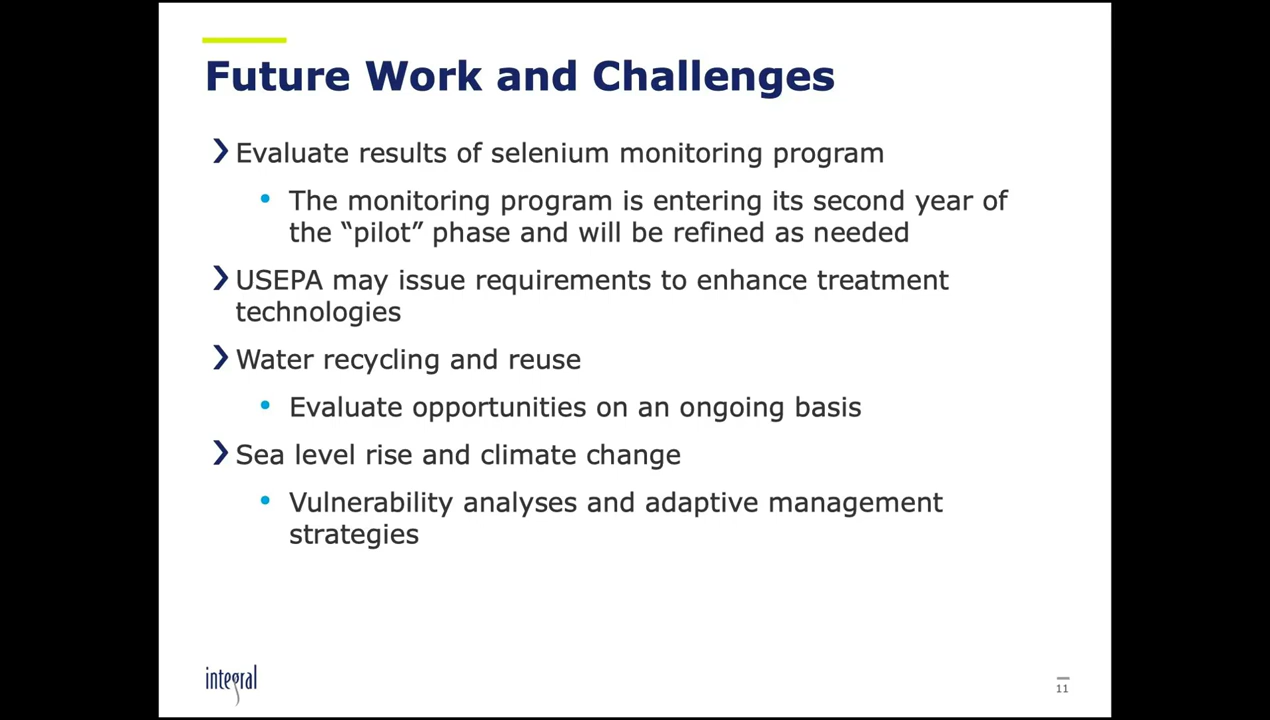 Future Work and Challenges
❯ Evaluate results of selenium monitoring program
• The monitoring program is entering its second year of
the “pilot” phase and will be refined as needed
❯ USEPA may issue requirements to enhance treatment
technologies
❯ Water recycling and reuse
• Evaluate opportunities on an ongoing basis
❯ Sea level rise and climate change
• Vulnerability analyses and adaptive management
strategies
integral
11